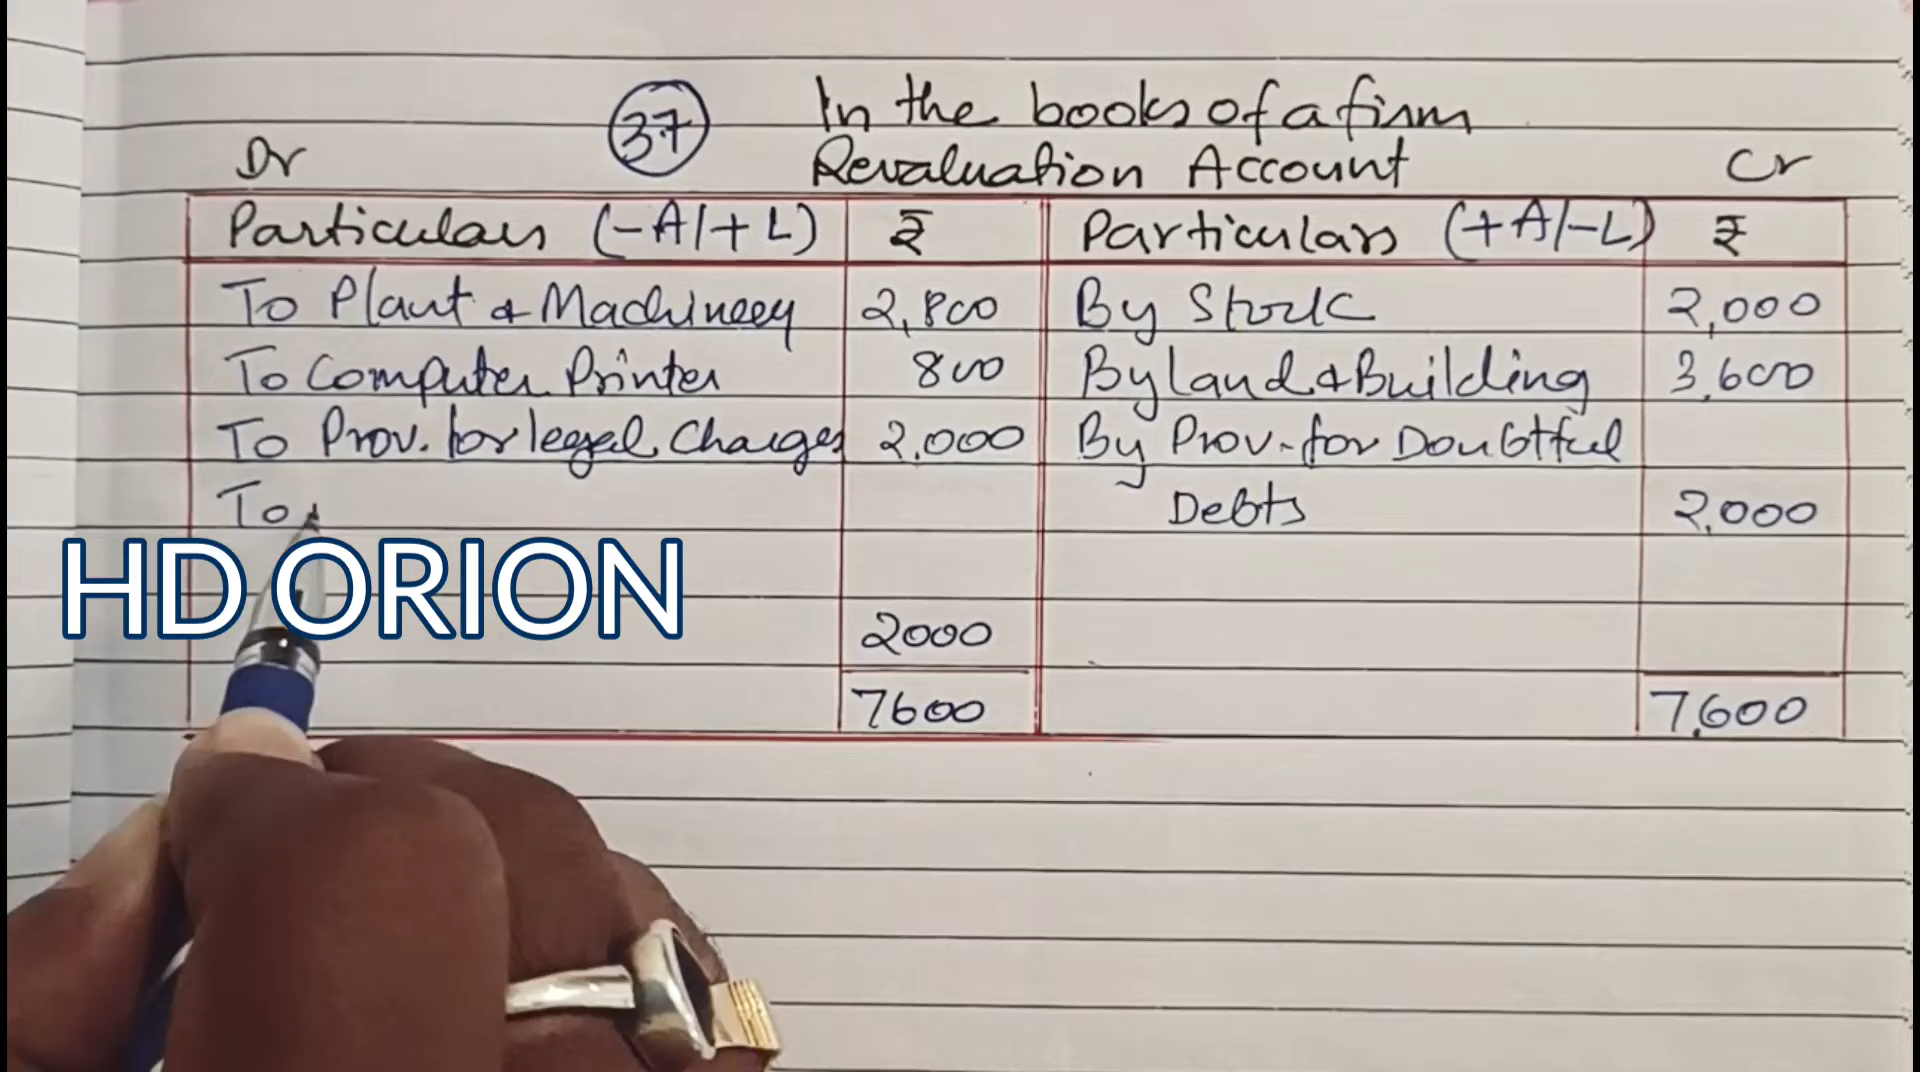 37 In the books of a firm
Dr Revaluation Account Cr
Particulars (-A/+L) ₹ Particulars (+A/-L) ₹
To Plant & Machinery 2,800 By Stock 2,000
To Computer Printer 800 By Land & Building 3,600
To Prov. for legal Charges 2,000 By Prov. for Doubtful
To Debts 2,000
HD ORION
2000
7600 7,600